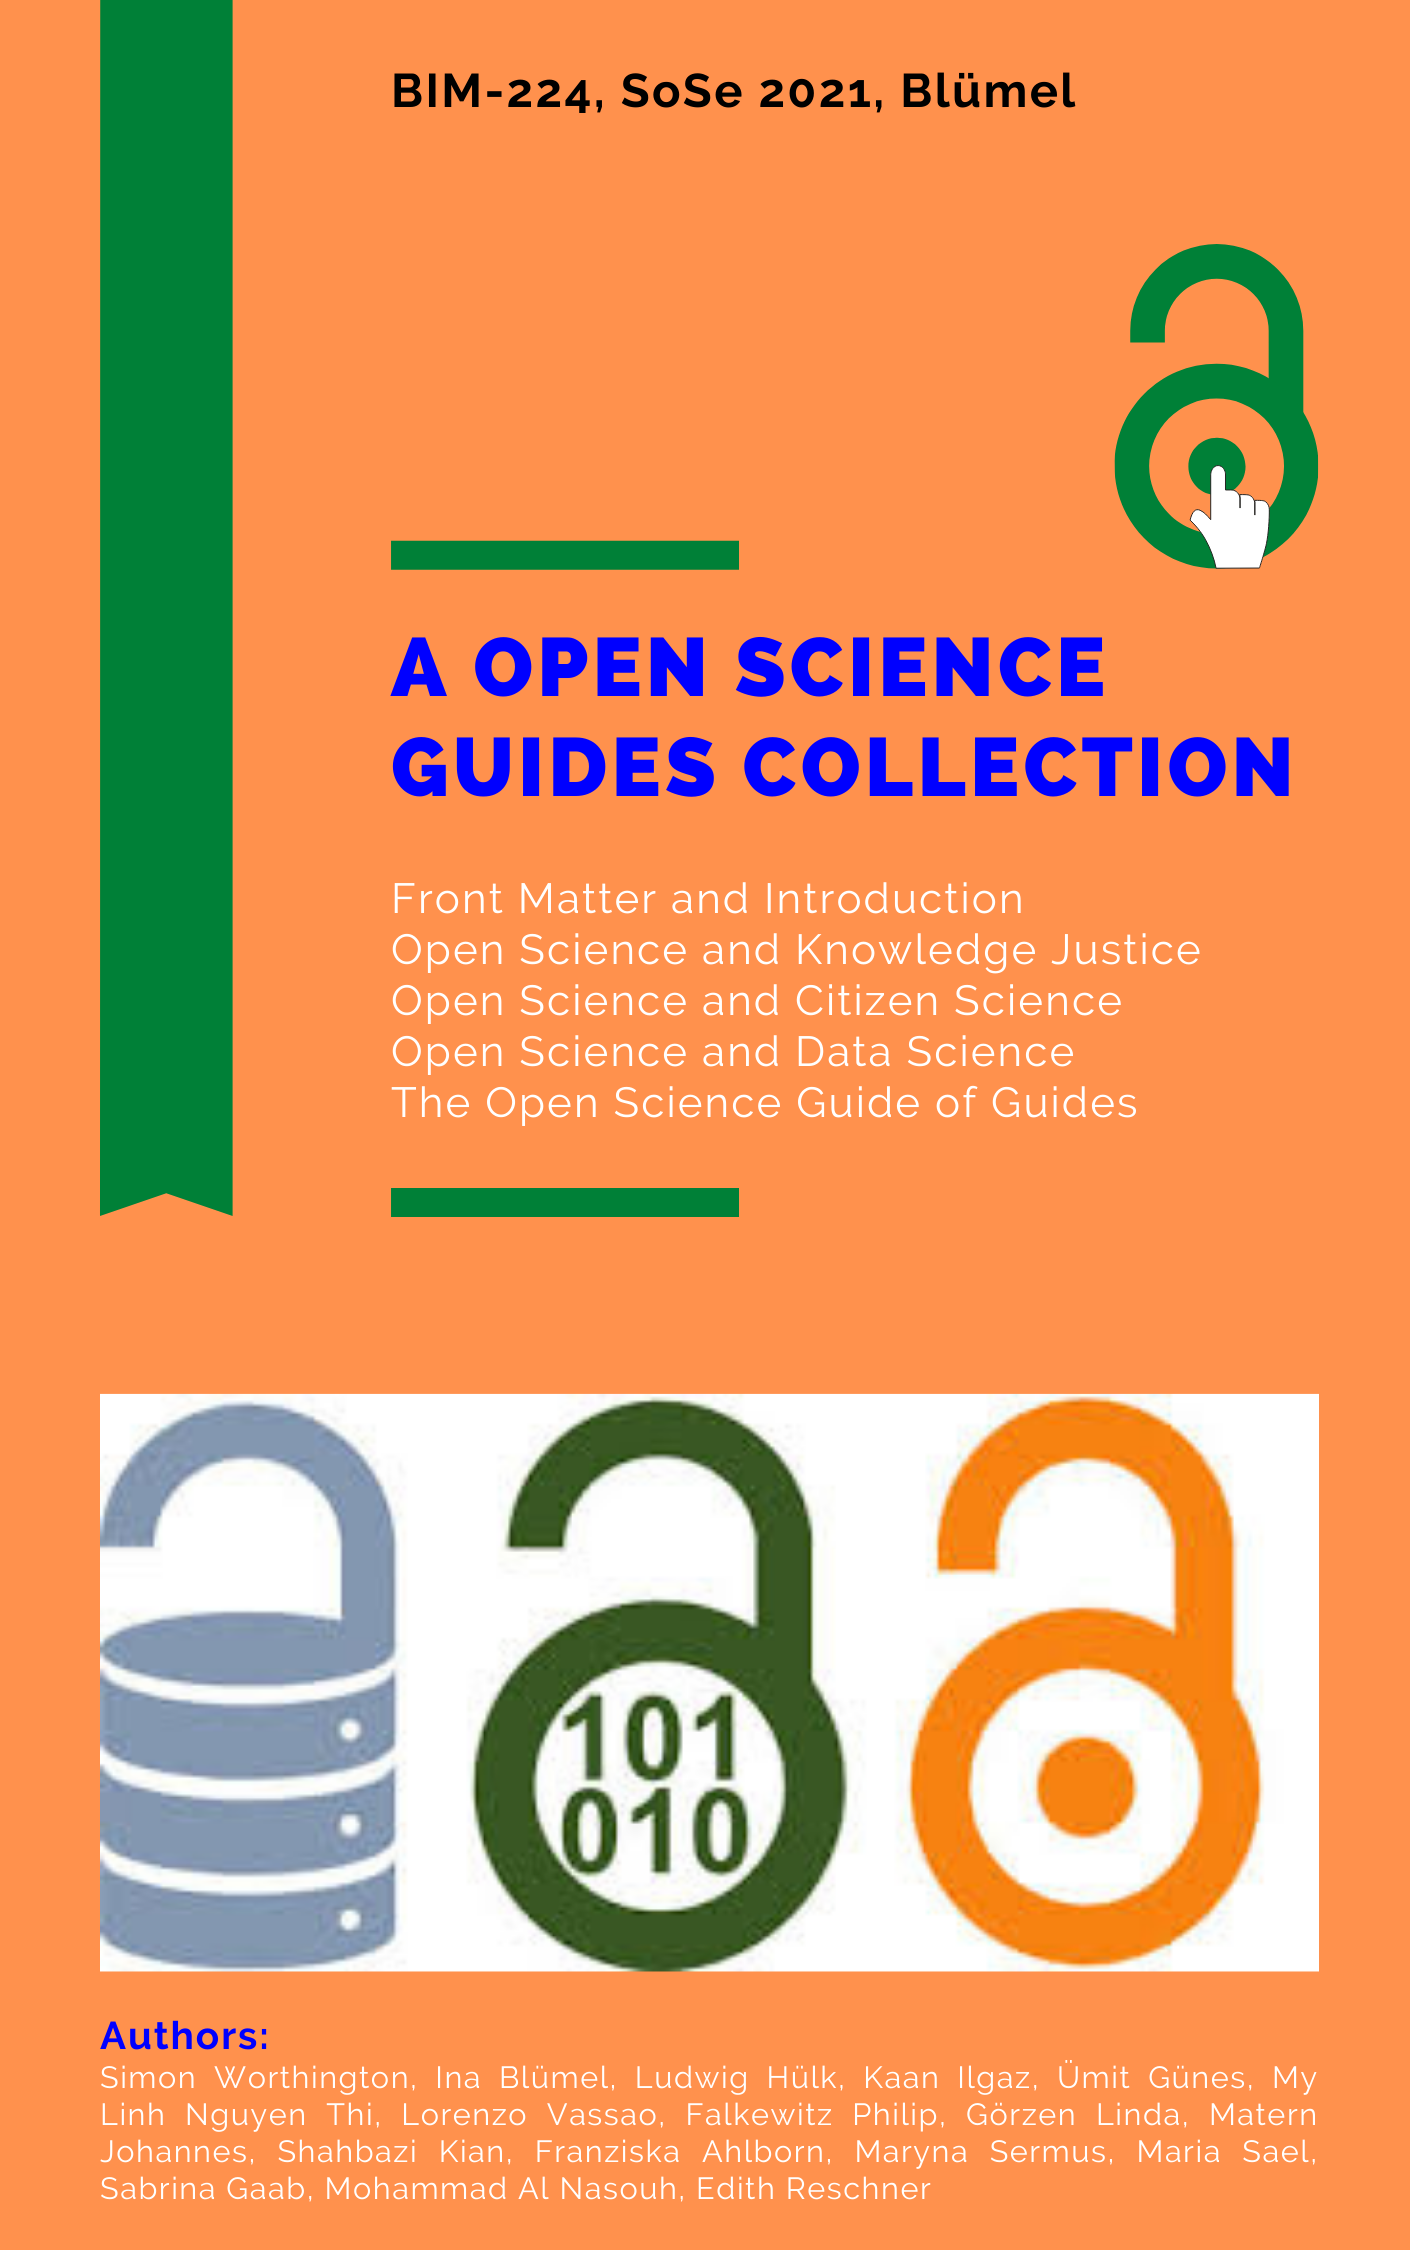 BIM-224, SoSe 2021, Blümel
A OPEN SCIENCE
GUIDES COLLECTION
Front Matter and Introduction
Open Science and Knowledge Justice
Open Science and Citizen Science
Open Science and Data Science
The Open Science Guide of Guides
101
010
Authors:
Simon Worthington, Ina Blümel, Ludwig Hülk, Kaan Ilgaz, Ümit Günes, My
Linh Nguyen Thi, Lorenzo Vassao, Falkewitz Philip, Görzen Linda, Matern
Johannes, Shahbazi Kian, Franziska Ahlborn, Maryna Sermus, Maria Sael,
Sabrina Gaab, Mohammad Al Nasouh, Edith Reschner